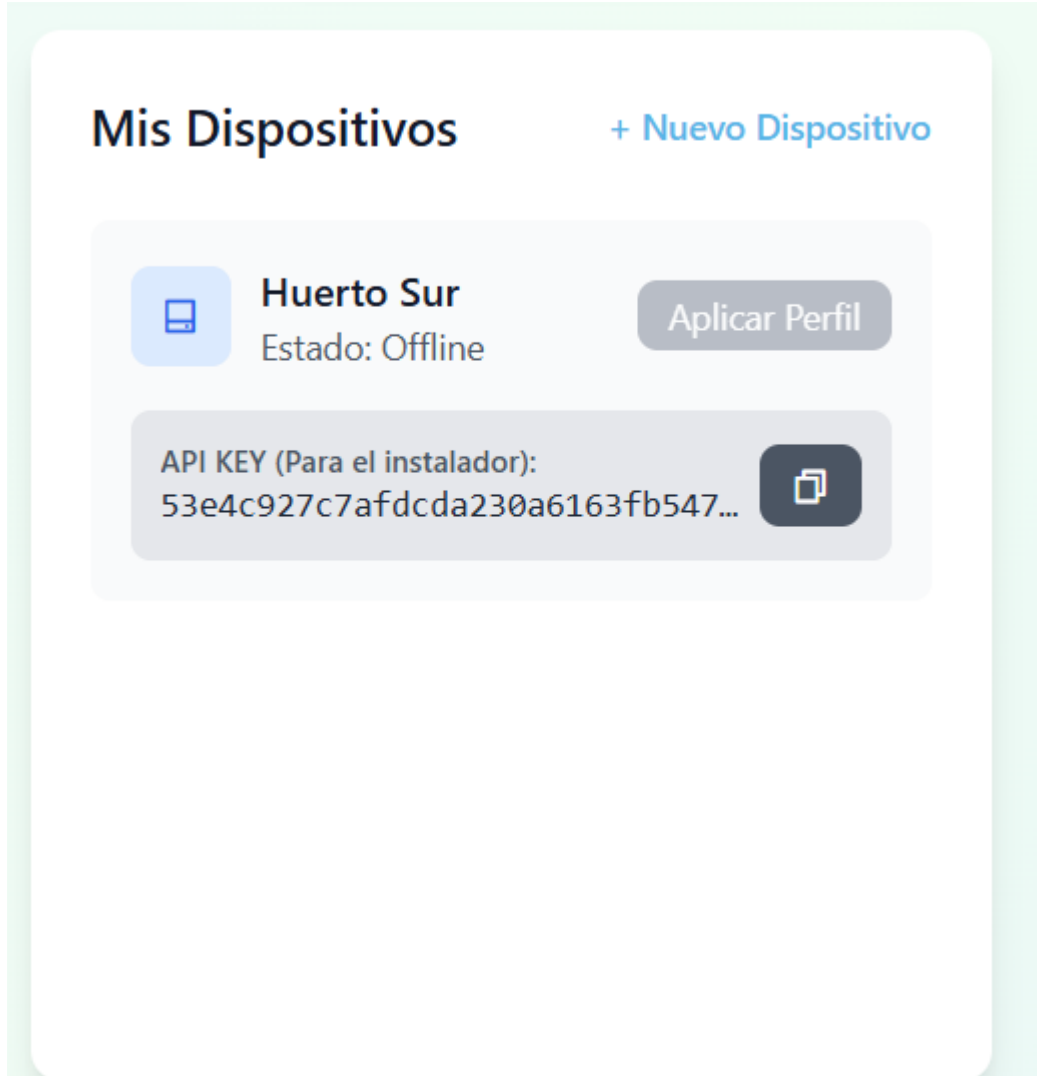 Mis Dispositivos
+ Nuevo Dispositivo
Huerto Sur
Estado: Offline
Aplicar Perfil
API KEY (Para el instalador):
53e4c927c7afdcda230a6163fb547…